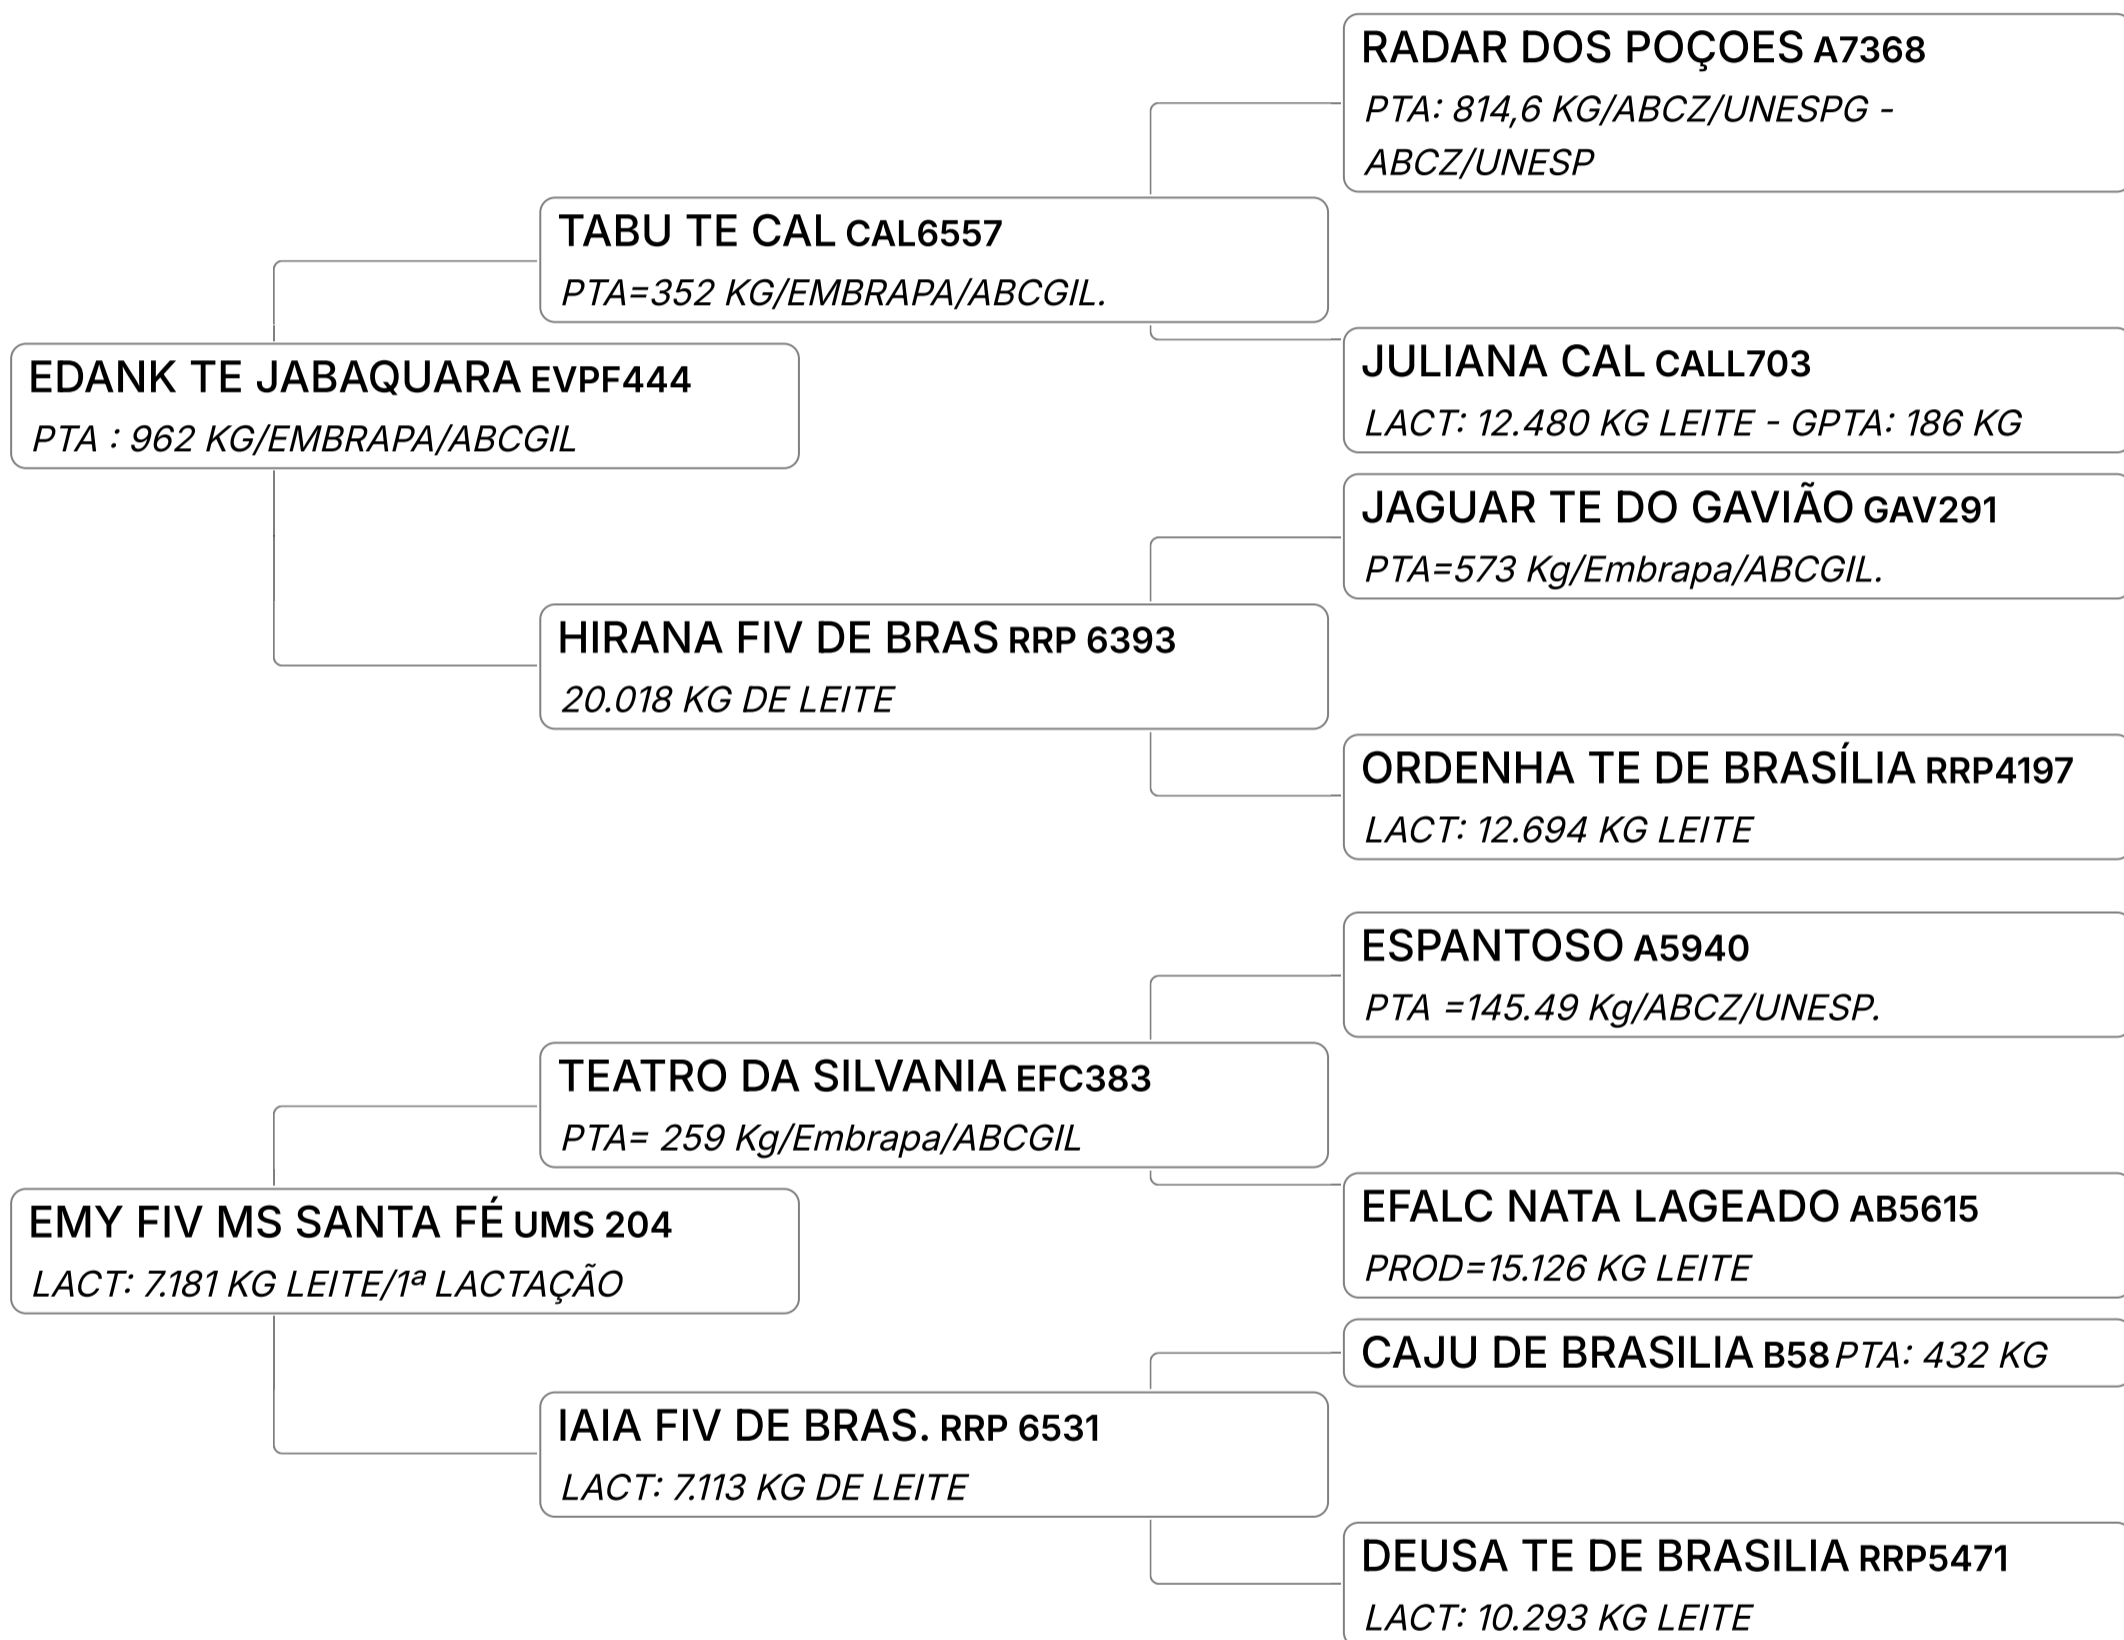 RADAR DOS POÇOES A7368
PTA: 814,6 KG/ABCZ/UNESPG -
ABCZ/UNESP
TABU TE CAL CAL6557
PTA=352 KG/EMBRAPA/ABCGIL.
JULIANA CAL CALL703
LACT: 12.480 KG LEITE - GPTA: 186 KG
EDANK TE JABAQUARA EVPF444
PTA : 962 KG/EMBRAPA/ABCGIL
JAGUAR TE DO GAVIÃO GAV291
PTA=573 Kg/Embrapa/ABCGIL.
HIRANA FIV DE BRAS RRP 6393
20.018 KG DE LEITE
ORDENHA TE DE BRASÍLIA RRP4197
LACT: 12.694 KG LEITE
ESPANTOSO A5940
PTA =145.49 Kg/ABCZ/UNESP.
TEATRO DA SILVANIA EFC383
PTA= 259 Kg/Embrapa/ABCGIL
EFALC NATA LAGEADO AB5615
PROD=15.126 KG LEITE
EMY FIV MS SANTA FÉ UMS 204
LACT: 7.181 KG LEITE/1ª LACTAÇÃO
CAJU DE BRASILIA B58 PTA: 432 KG
IAIA FIV DE BRAS. RRP 6531
LACT: 7.113 KG DE LEITE
DEUSA TE DE BRASILIA RRP5471
LACT: 10.293 KG LEITE